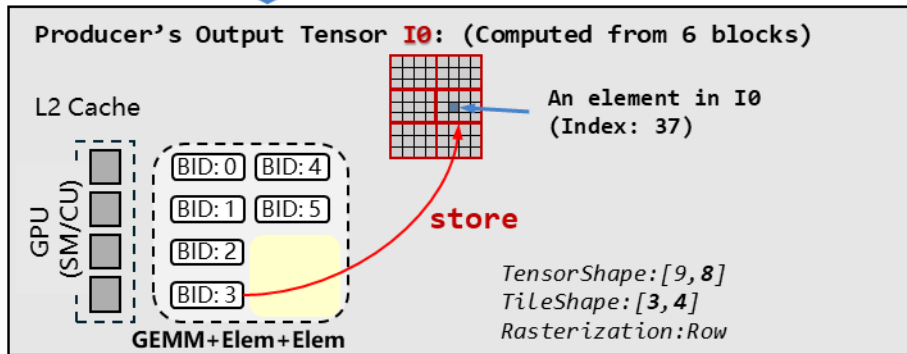 Producer’s Output Tensor I0: (Computed from 6 blocks)
L2 Cache
An element in I0
(Index: 37)
GPU
(SM/CU)
BID: 0
BID: 4
BID: 1
BID: 5
BID: 2
BID: 3
store
GEMM+Elem+Elem
TensorShape:[9,8]
TileShape:[3,4]
Rasterization:Row